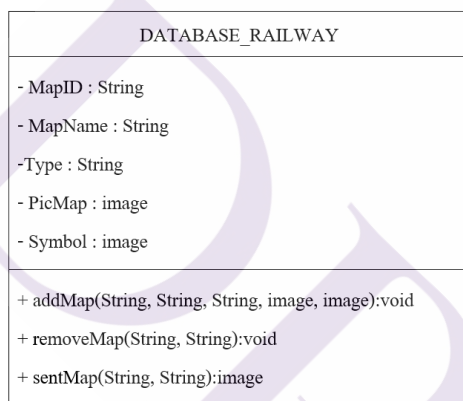 DATABASE_RAILWAY
- MapID : String
- MapName : String
-Type : String
- PicMap : image
- Symbol : image
+ addMap(String, String, String, image, image):void
+ removeMap(String, String):void
+ sentMap(String, String):image